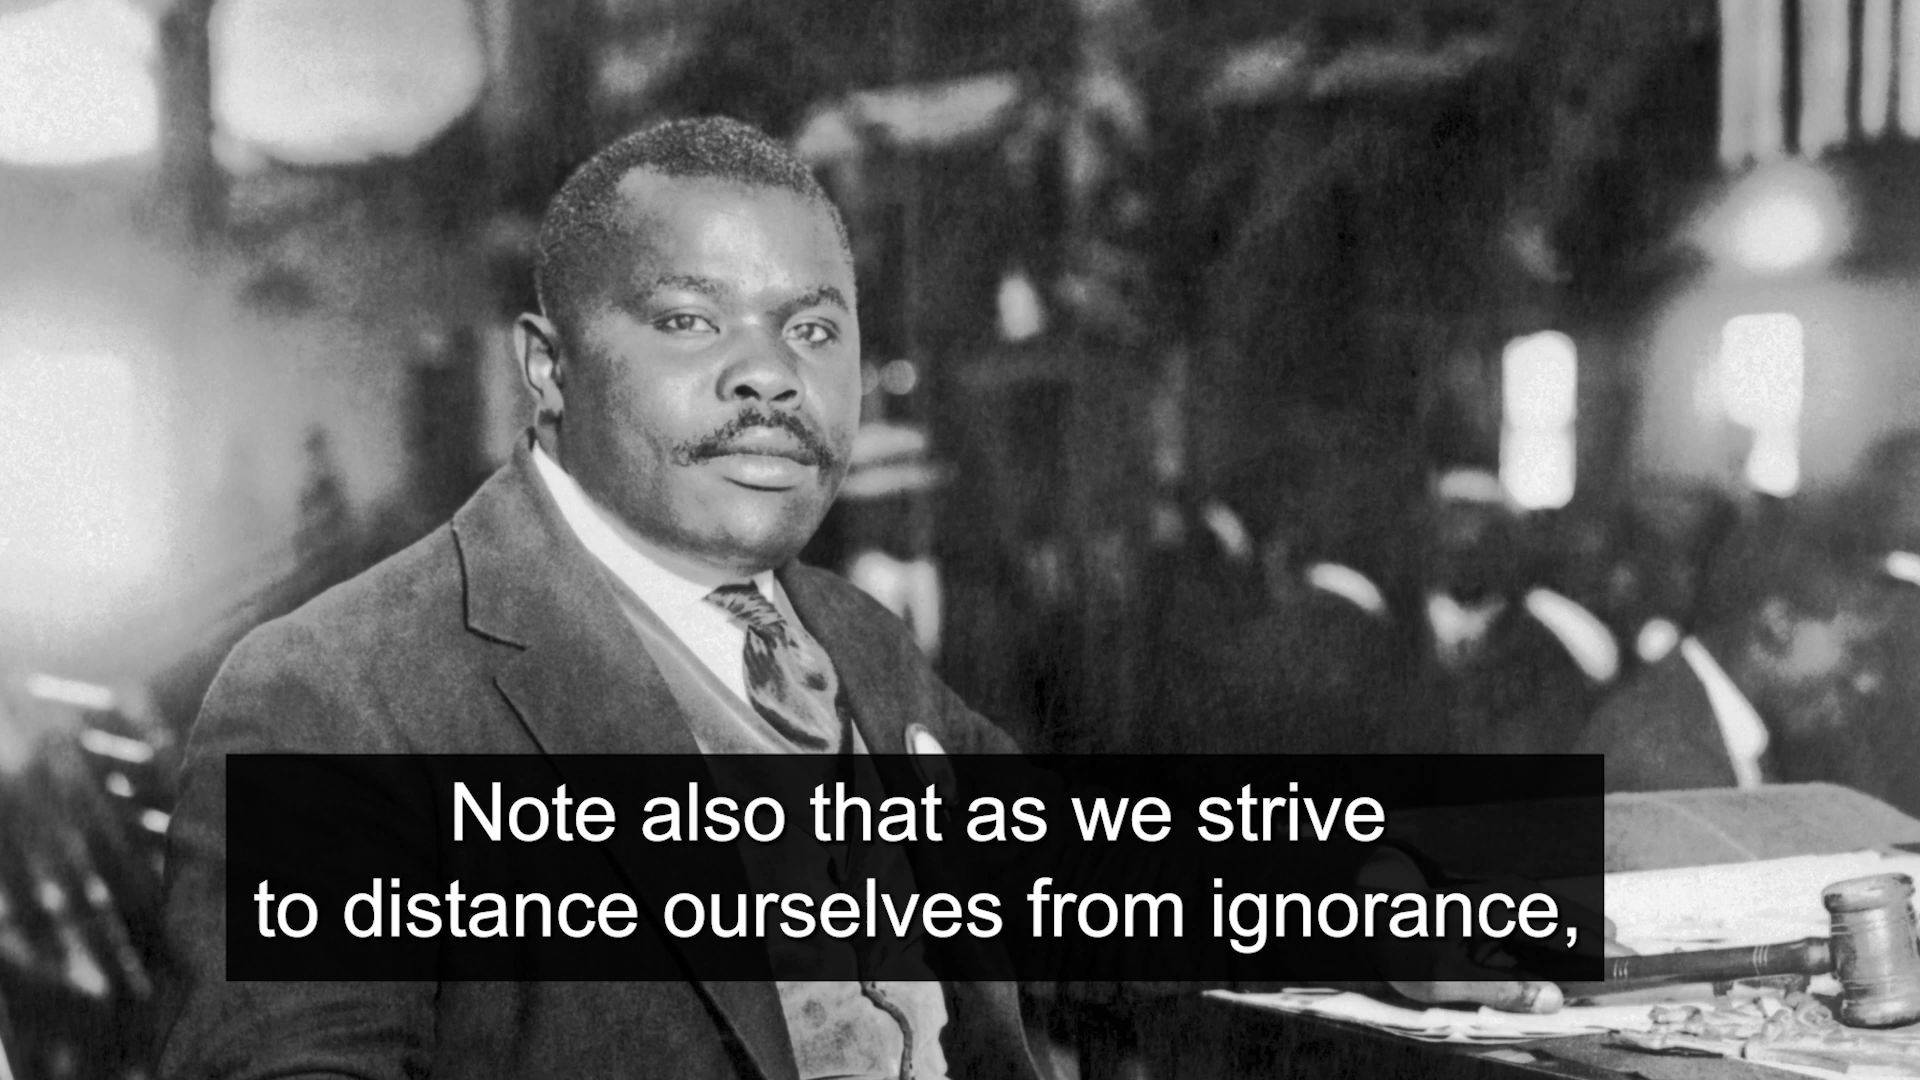 Note also that as we strive
to distance ourselves from ignorance,